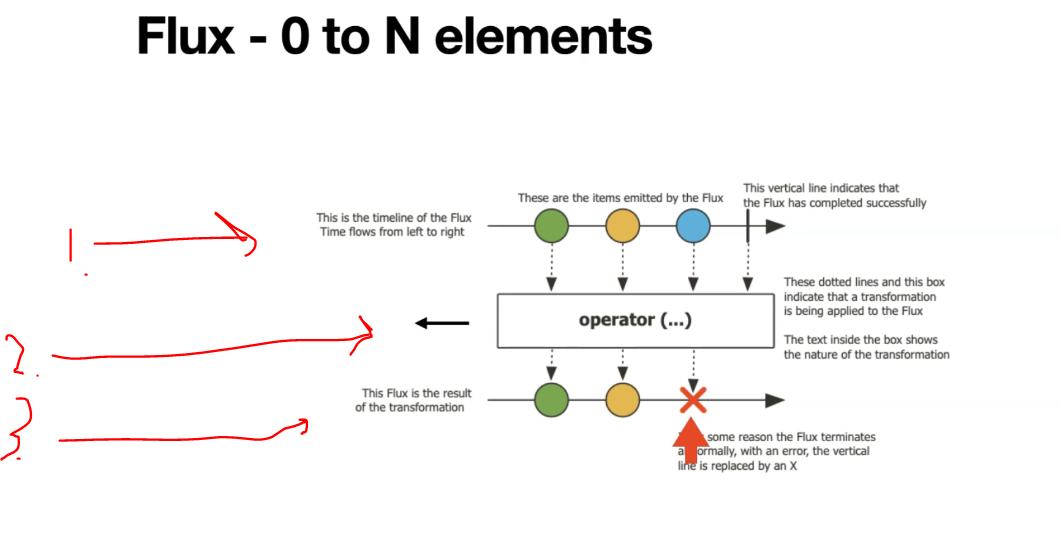 Flux - 0 to N elements
These are the items emitted by the Flux
This vertical line indicates that
the Flux has completed successfully
This is the timeline of the Flux
Time flows from left to right
1.
These dotted lines and this box
indicate that a transformation
is being applied to the Flux
operator (...)
The text inside the box shows
the nature of the transformation
2.
This Flux is the result
of the transformation
3.
some reason the Flux terminates
with an error, the vertical
line is replaced by an X